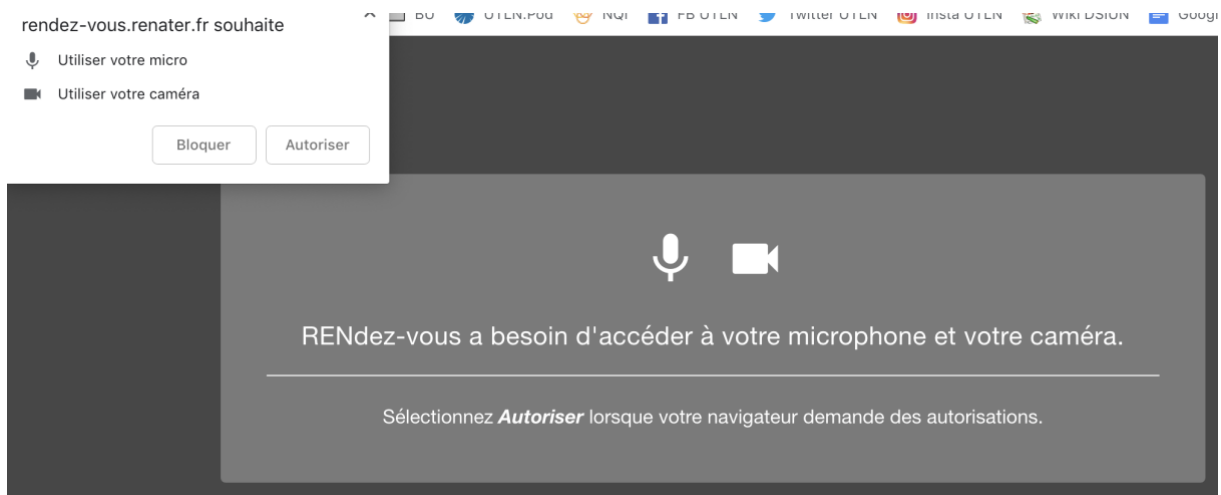 rendez-vous.renater.fr souhaite
Utiliser votre micro
Utiliser votre caméra
Bloquer Autoriser
BU UTLN.Pod NQI FB UTLN Twitter UTLN Insta UTLN Wiki DSIUN
RENdez-vous a besoin d'accéder à votre microphone et votre caméra.
Sélectionnez Autoriser lorsque votre navigateur demande des autorisations.